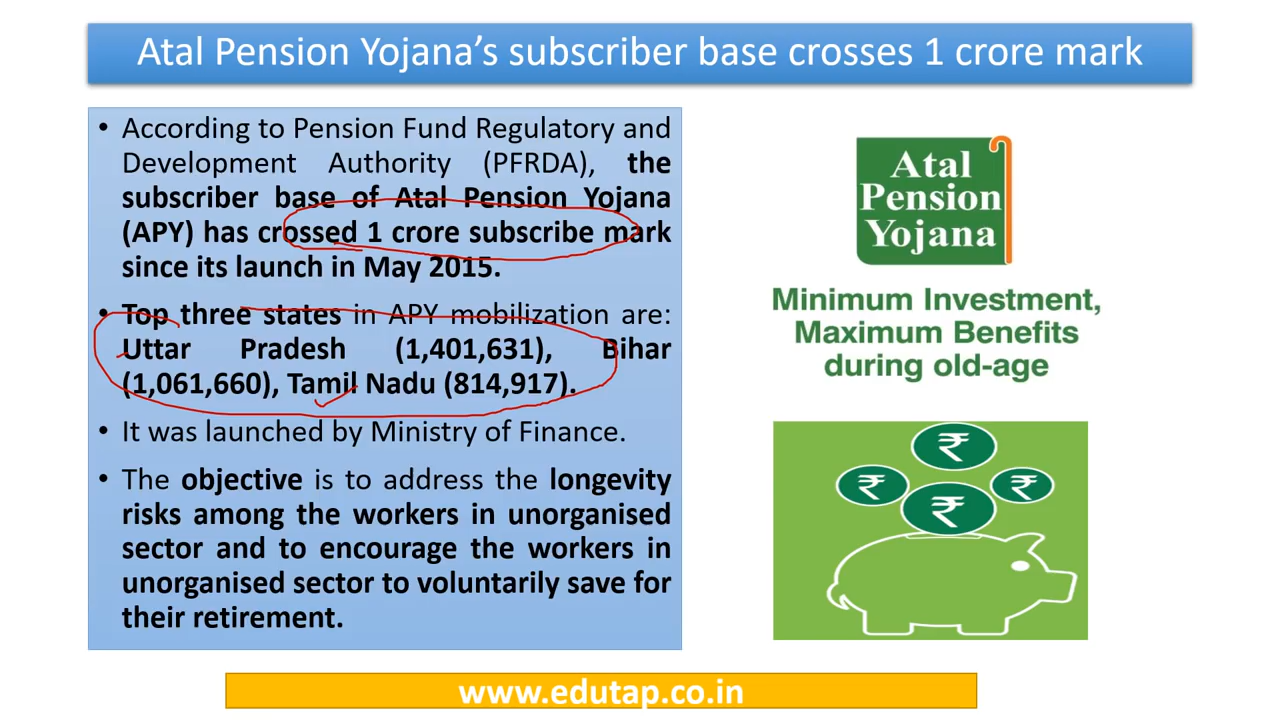 Atal Pension Yojana’s subscriber base crosses 1 crore mark
• According to Pension Fund Regulatory and
Development Authority (PFRDA), the
subscriber base of Atal Pension Yojana
(APY) has crossed 1 crore subscribe mark
since its launch in May 2015.
• Top three states in APY mobilization are:
Uttar Pradesh (1,401,631), Bihar
(1,061,660), Tamil Nadu (814,917).
• It was launched by Ministry of Finance.
• The objective is to address the longevity
risks among the workers in unorganised
sector and to encourage the workers in
unorganised sector to voluntarily save for
their retirement.
Atal
Pension
Yojana
Minimum Investment,
Maximum Benefits
during old-age
₹
₹ ₹
₹
www.edutap.co.in